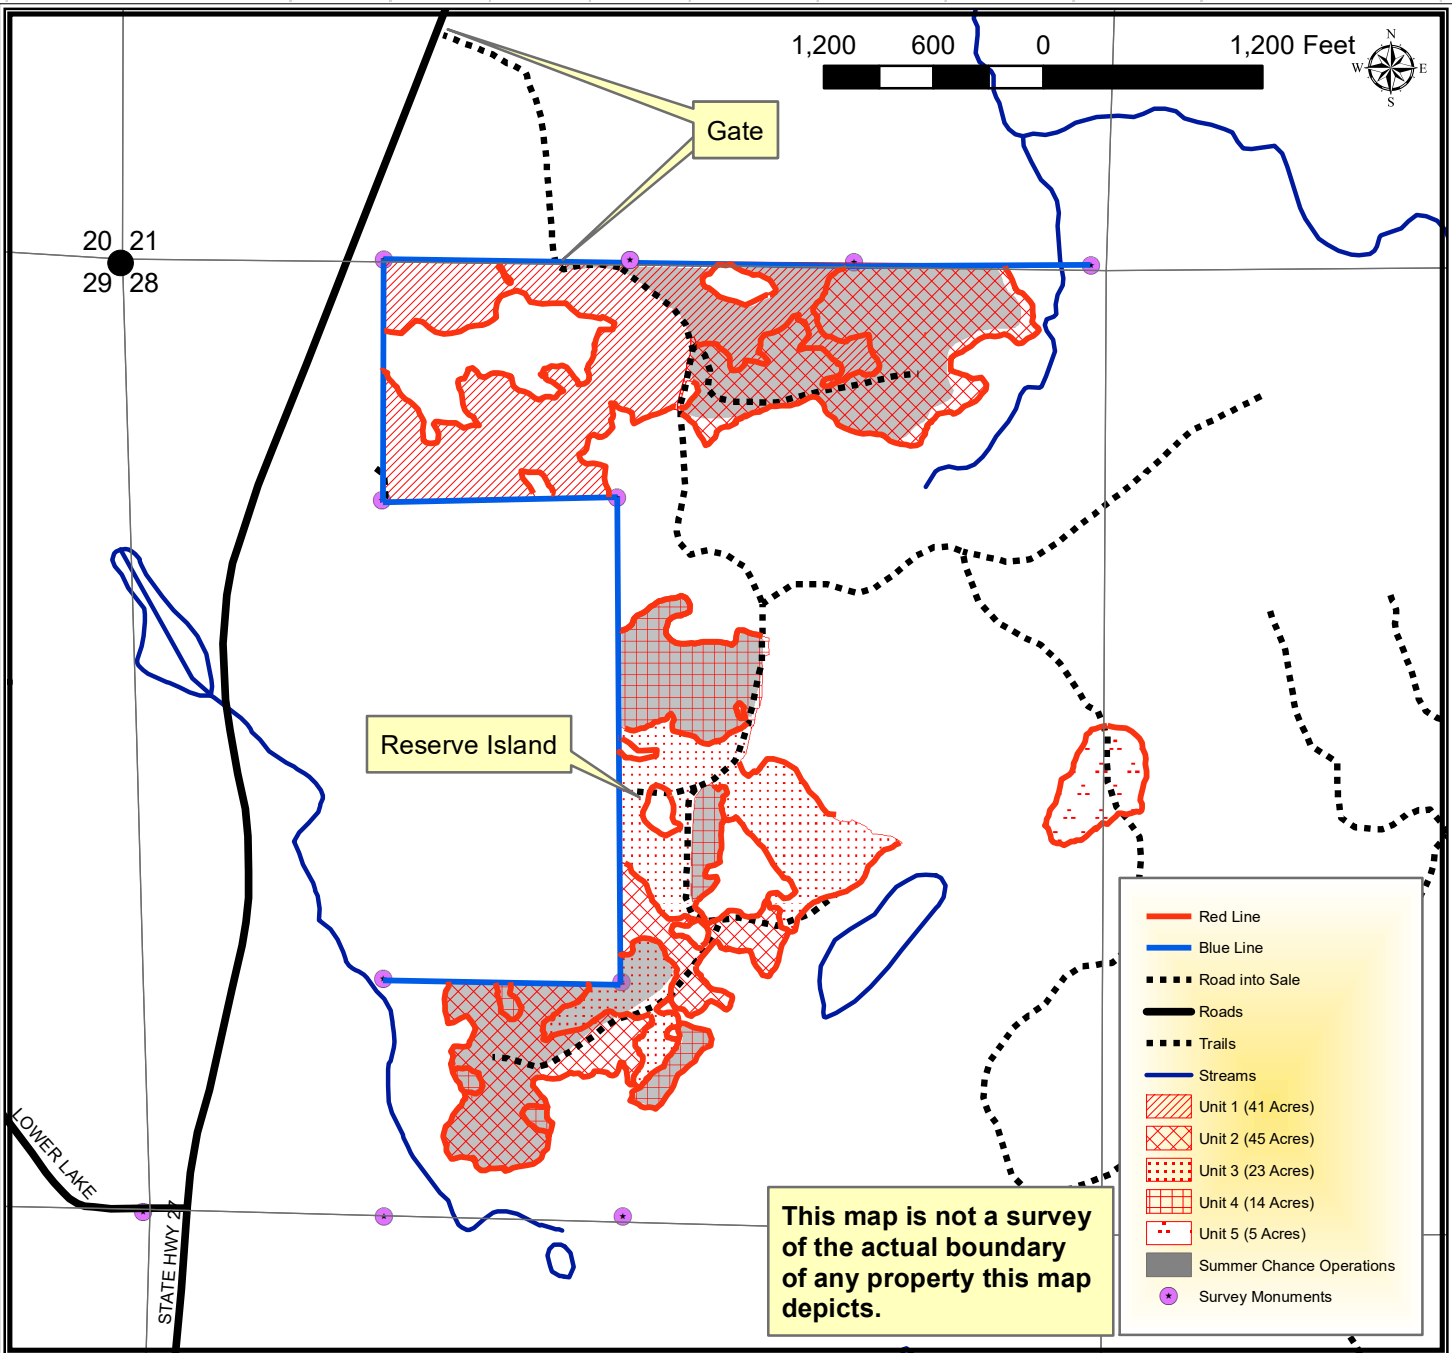 1,200 600 0 1,200 Feet
N
W E
S
Gate
20 21
29 28
Reserve Island
Red Line
Blue Line
Road into Sale
Roads
Trails
Streams
Unit 1 (41 Acres)
Unit 2 (45 Acres)
Unit 3 (23 Acres)
Unit 4 (14 Acres)
Unit 5 (5 Acres)
Summer Chance Operations
Survey Monuments
LOWER LAKE
STATE HWY 27
This map is not a survey
of the actual boundary
of any property this map
depicts.